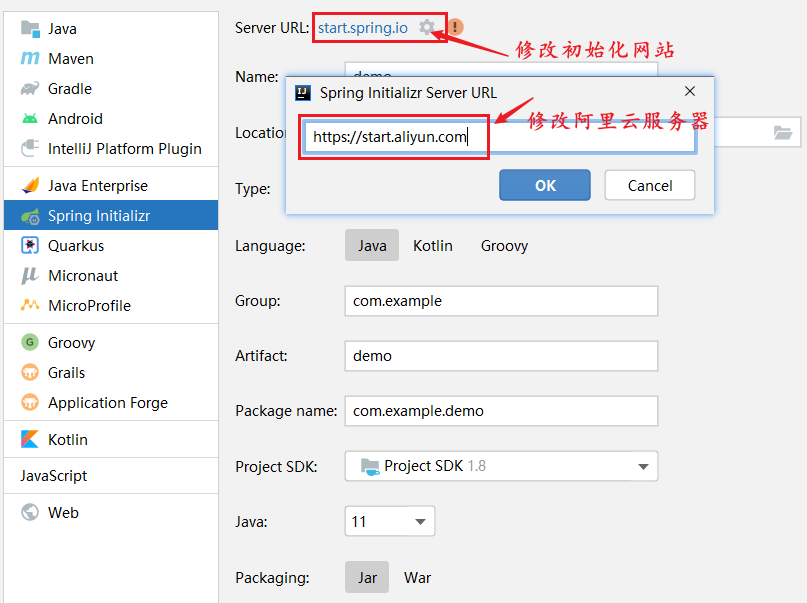 Java
Maven
Gradle
Android
IntelliJ Platform Plugin
Java Enterprise
Spring Initializr
Quarkus
Micronaut
MicroProfile
Groovy
Grails
Application Forge
Kotlin
JavaScript
Web
Server URL: start.spring.io
修改初始化网站
Name:
demo
Spring Initializr Server URL
修改阿里云服务器
Locatio
https://start.aliyun.com
Type:
OK Cancel
Language: Java Kotlin Groovy
Group: com.example
Artifact: demo
Package name: com.example.demo
Project SDK: Project SDK 1.8
Java: 11
Packaging: Jar War